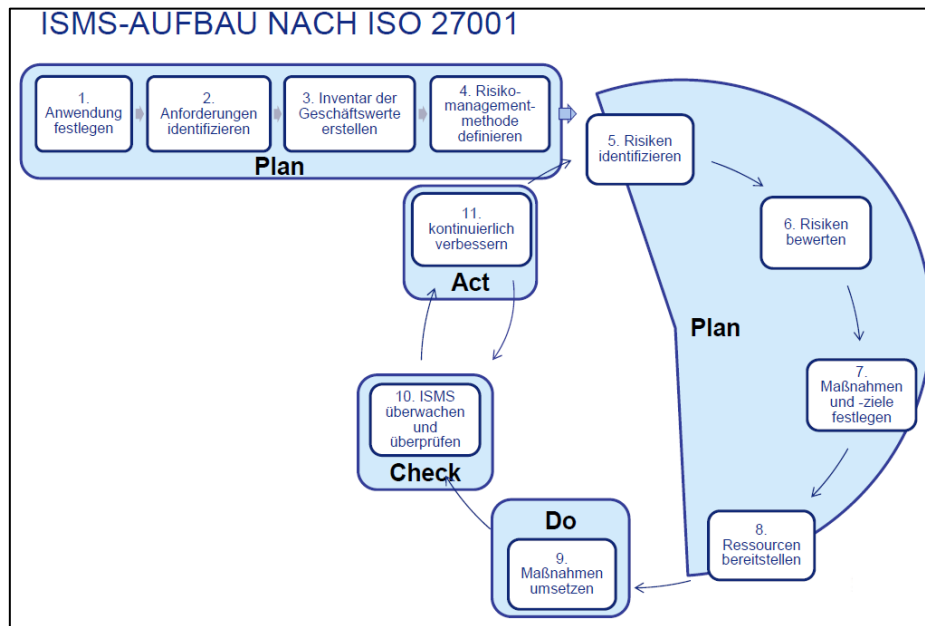 ISMS-AUFBAU NACH ISO 27001
1.
Anwendung
festlegen
2.
Anforderungen
identifizieren
3. Inventar der
Geschäftswerte
erstellen
4. Risiko-
management-
methode
definieren
Plan
5. Risiken
identifizieren
6. Risiken
bewerten
Plan
7.
Maßnahmen
und -ziele
festlegen
8.
Ressourcen
bereitstellen
Do
9.
Maßnahmen
umsetzen
10. ISMS
überwachen
und
überprüfen
Check
11.
kontinuierlich
verbessern
Act